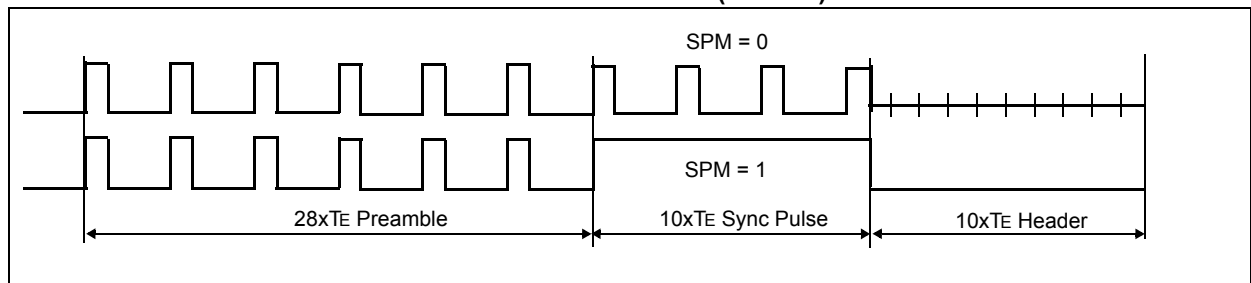 SPM = 0
SPM = 1
28xTE Preamble
10xTE Sync Pulse
10xTE Header